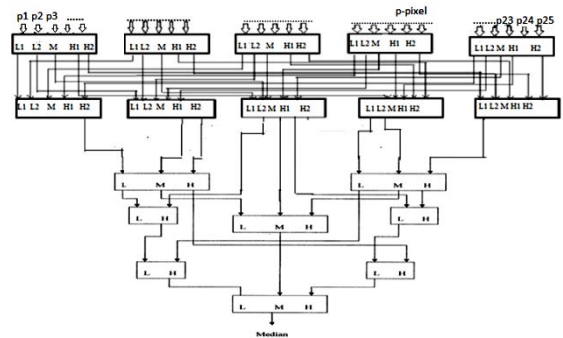 p1 p2 p3 ...... p-pixel .......p23 p24 p25
L1 L2 M H1 H2 L1 L2 M H1 H2 L1 L2 M H1 H2 L1 L2 M H1 H2 L1 L2 M H1 H2
L1 L2 M H1 H2 L1 L2 M H1 H2 L1 L2 M H1 H2 L1 L2 M H1 H2 L1 L2 M H1 H2
L M H L M H
L H L M H L H
L H L H
L M H
Median